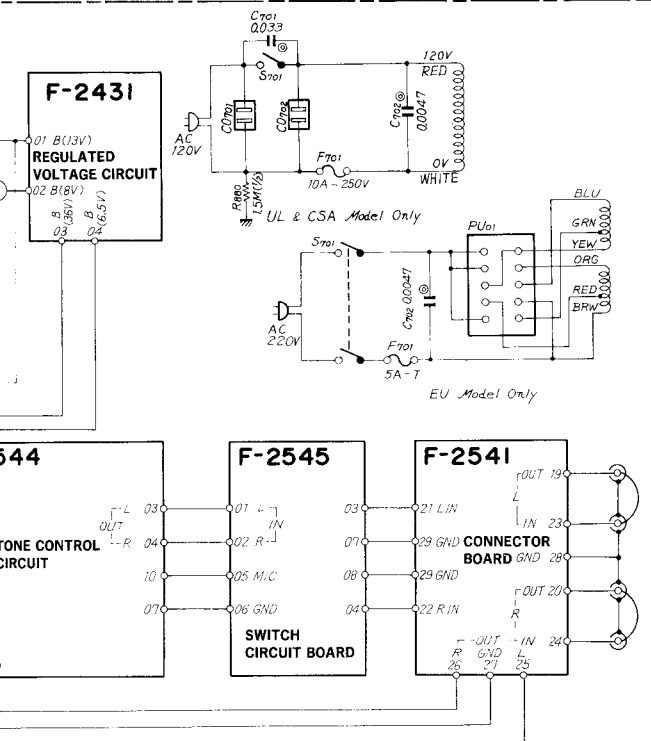 C701
0.033
S701
CO701
CO702
AC
120V
R880
1.5M(½)
F701
10A-250V
C702
0.0047
120V
RED
0V
WHITE
UL & CSA Model Only
F-2431
01 B(13V)
REGULATED
VOLTAGE CIRCUIT
02 B(8V)
B
(36V)
03
B
(6.5V)
04
S701
AC
220V
C702 0.0047
F701
5A-T
PU01
BLU
GRN
YEW
ORG
RED
BRW
EU Model Only
544
OUT
L 03
R 04
TONE CONTROL
CIRCUIT
10
07
F-2545
01 L
IN
02 R
05 MIC
06 GND
03
07
08
04
SWITCH
CIRCUIT BOARD
F-2541
21 L IN
29 GND
29 GND
22 R IN
CONNECTOR
BOARD
OUT 19
L
IN 23
GND 28
OUT 20
R
IN 24
OUT
R GND L
26 27 25